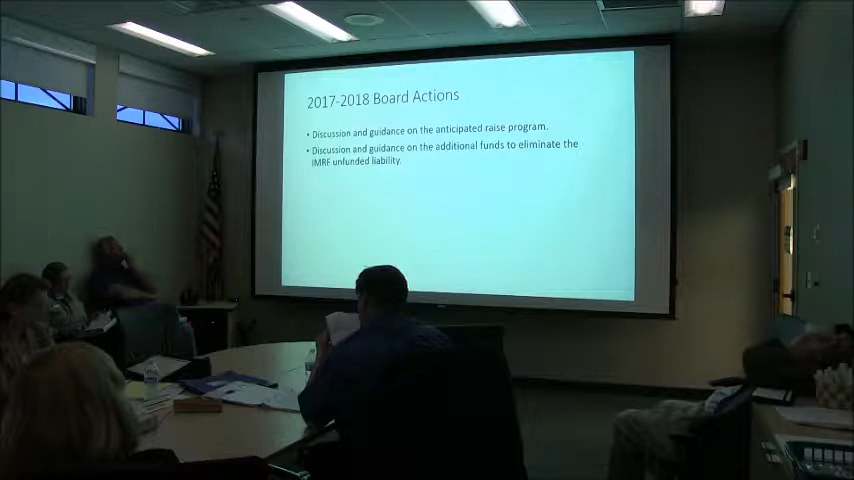 2017-2018 Board Actions
• Discussion and guidance on the anticipated raise program.
• Discussion and guidance on the additional funds to eliminate the
IMRF unfunded liability.